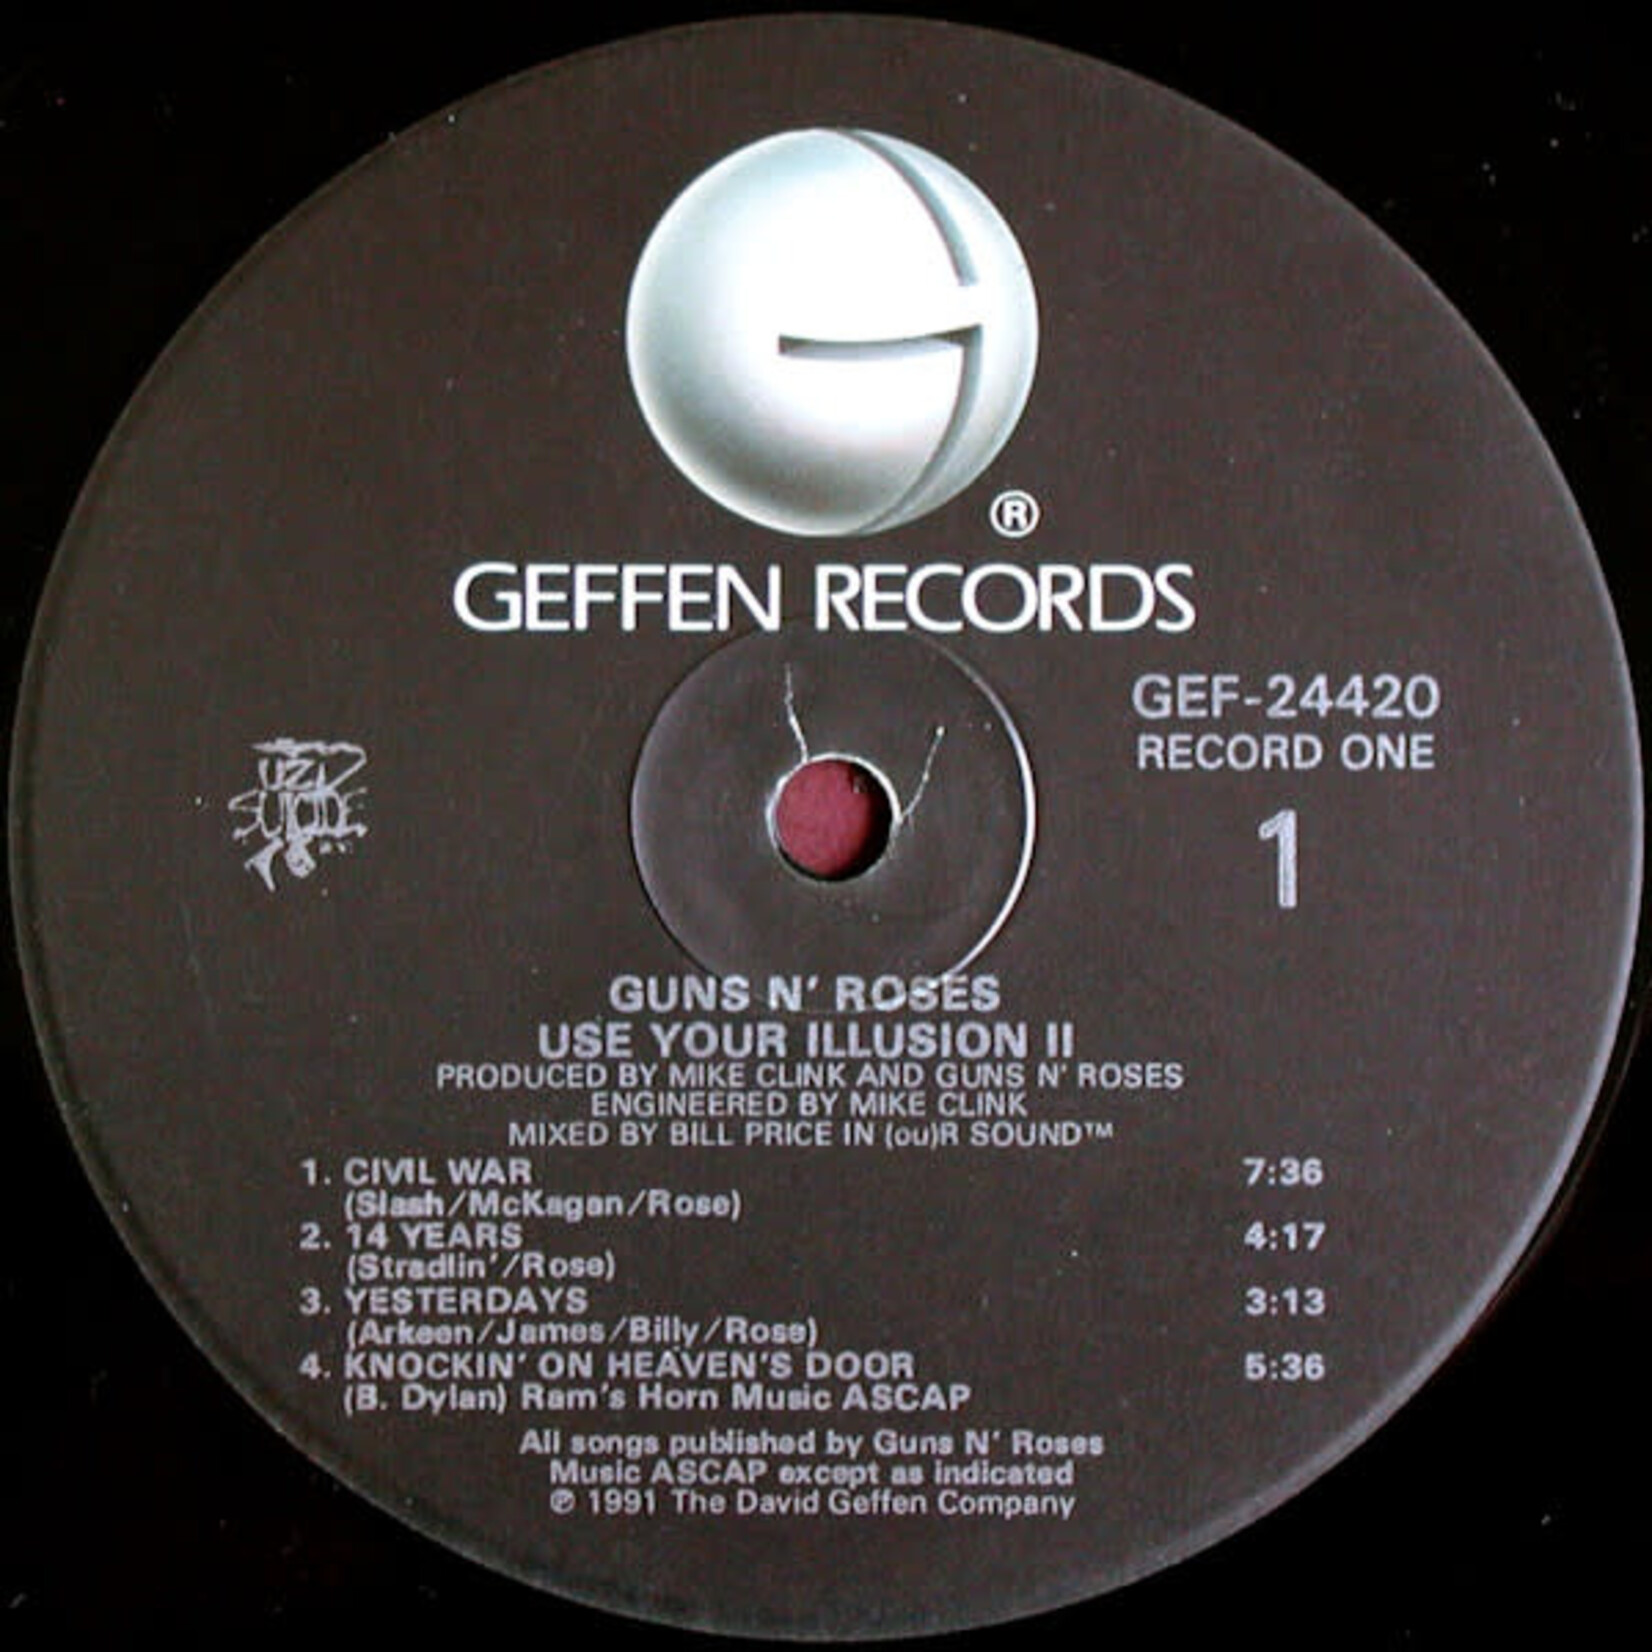 ®
GEFFEN RECORDS
GEF-24420
RECORD ONE
1
UZI
SUICIDE
GUNS N' ROSES
USE YOUR ILLUSION II
PRODUCED BY MIKE CLINK AND GUNS N' ROSES
ENGINEERED BY MIKE CLINK
MIXED BY BILL PRICE IN (ou)R SOUND™
1. CIVIL WAR 7:36
(Slash/McKagan/Rose)
2. 14 YEARS 4:17
(Stradlin'/Rose)
3. YESTERDAYS 3:13
(Arkeen/James/Billy/Rose)
4. KNOCKIN' ON HEAVEN'S DOOR 5:36
(B. Dylan) Ram's Horn Music ASCAP
All songs published by Guns N' Roses
Music ASCAP except as indicated
℗ 1991 The David Geffen Company